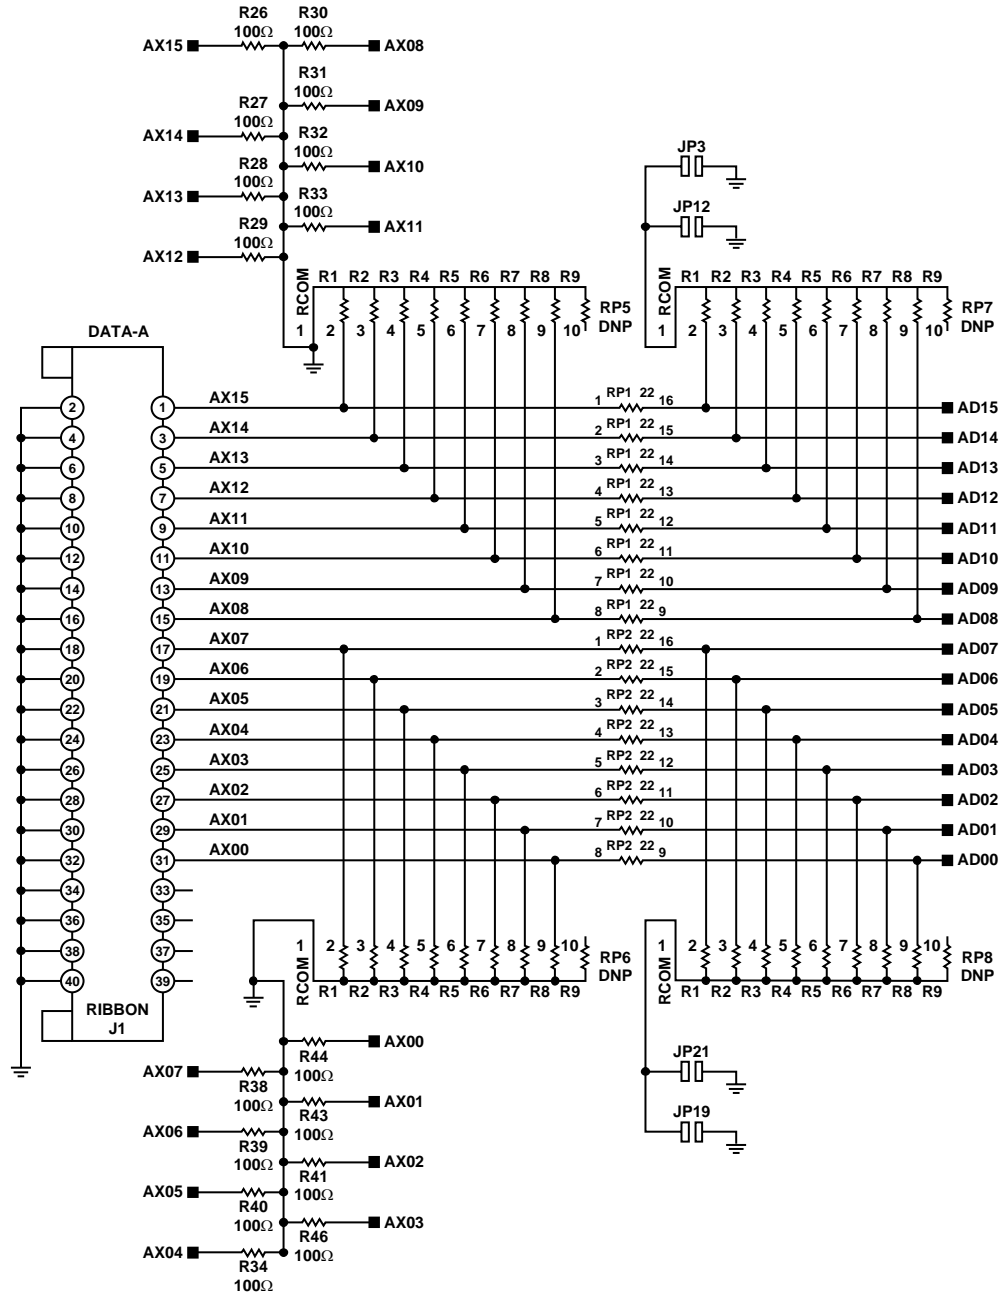 R26 R30
100Ω 100Ω
AX15 AX08
R31
100Ω
AX09
R27
100Ω
AX14
R32
100Ω
AX10
R28
100Ω
AX13
R33
100Ω
AX11
R29
100Ω
AX12
JP3
JP12
RCOM 1 R1 R2 R3 R4 R5 R6 R7 R8 R9
2 3 4 5 6 7 8 9 10
RP5
DNP
RCOM 1 R1 R2 R3 R4 R5 R6 R7 R8 R9
2 3 4 5 6 7 8 9 10
RP7
DNP
DATA-A
2 1 AX15 1 RP1 22 16 AD15
4 3 AX14 2 RP1 22 15 AD14
6 5 AX13 3 RP1 22 14 AD13
8 7 AX12 4 RP1 22 13 AD12
10 9 AX11 5 RP1 22 12 AD11
12 11 AX10 6 RP1 22 11 AD10
14 13 AX09 7 RP1 22 10 AD09
16 15 AX08 8 RP1 22 9 AD08
18 17 AX07 1 RP2 22 16 AD07
20 19 AX06 2 RP2 22 15 AD06
22 21 AX05 3 RP2 22 14 AD05
24 23 AX04 4 RP2 22 13 AD04
26 25 AX03 5 RP2 22 12 AD03
28 27 AX02 6 RP2 22 11 AD02
30 29 AX01 7 RP2 22 10 AD01
32 31 AX00 8 RP2 22 9 AD00
34 33
36 35
38 37
40 39
RIBBON
J1
RCOM 1 2 3 4 5 6 7 8 9 10
R1 R2 R3 R4 R5 R6 R7 R8 R9
RP6
DNP
RCOM 1 2 3 4 5 6 7 8 9 10
R1 R2 R3 R4 R5 R6 R7 R8 R9
RP8
DNP
AX00
R44
100Ω
AX07
R38
100Ω
AX01
R43
100Ω
AX06
R39
100Ω
AX02
R41
100Ω
AX05
R40
100Ω
AX03
R46
100Ω
AX04
R34
100Ω
JP21
JP19